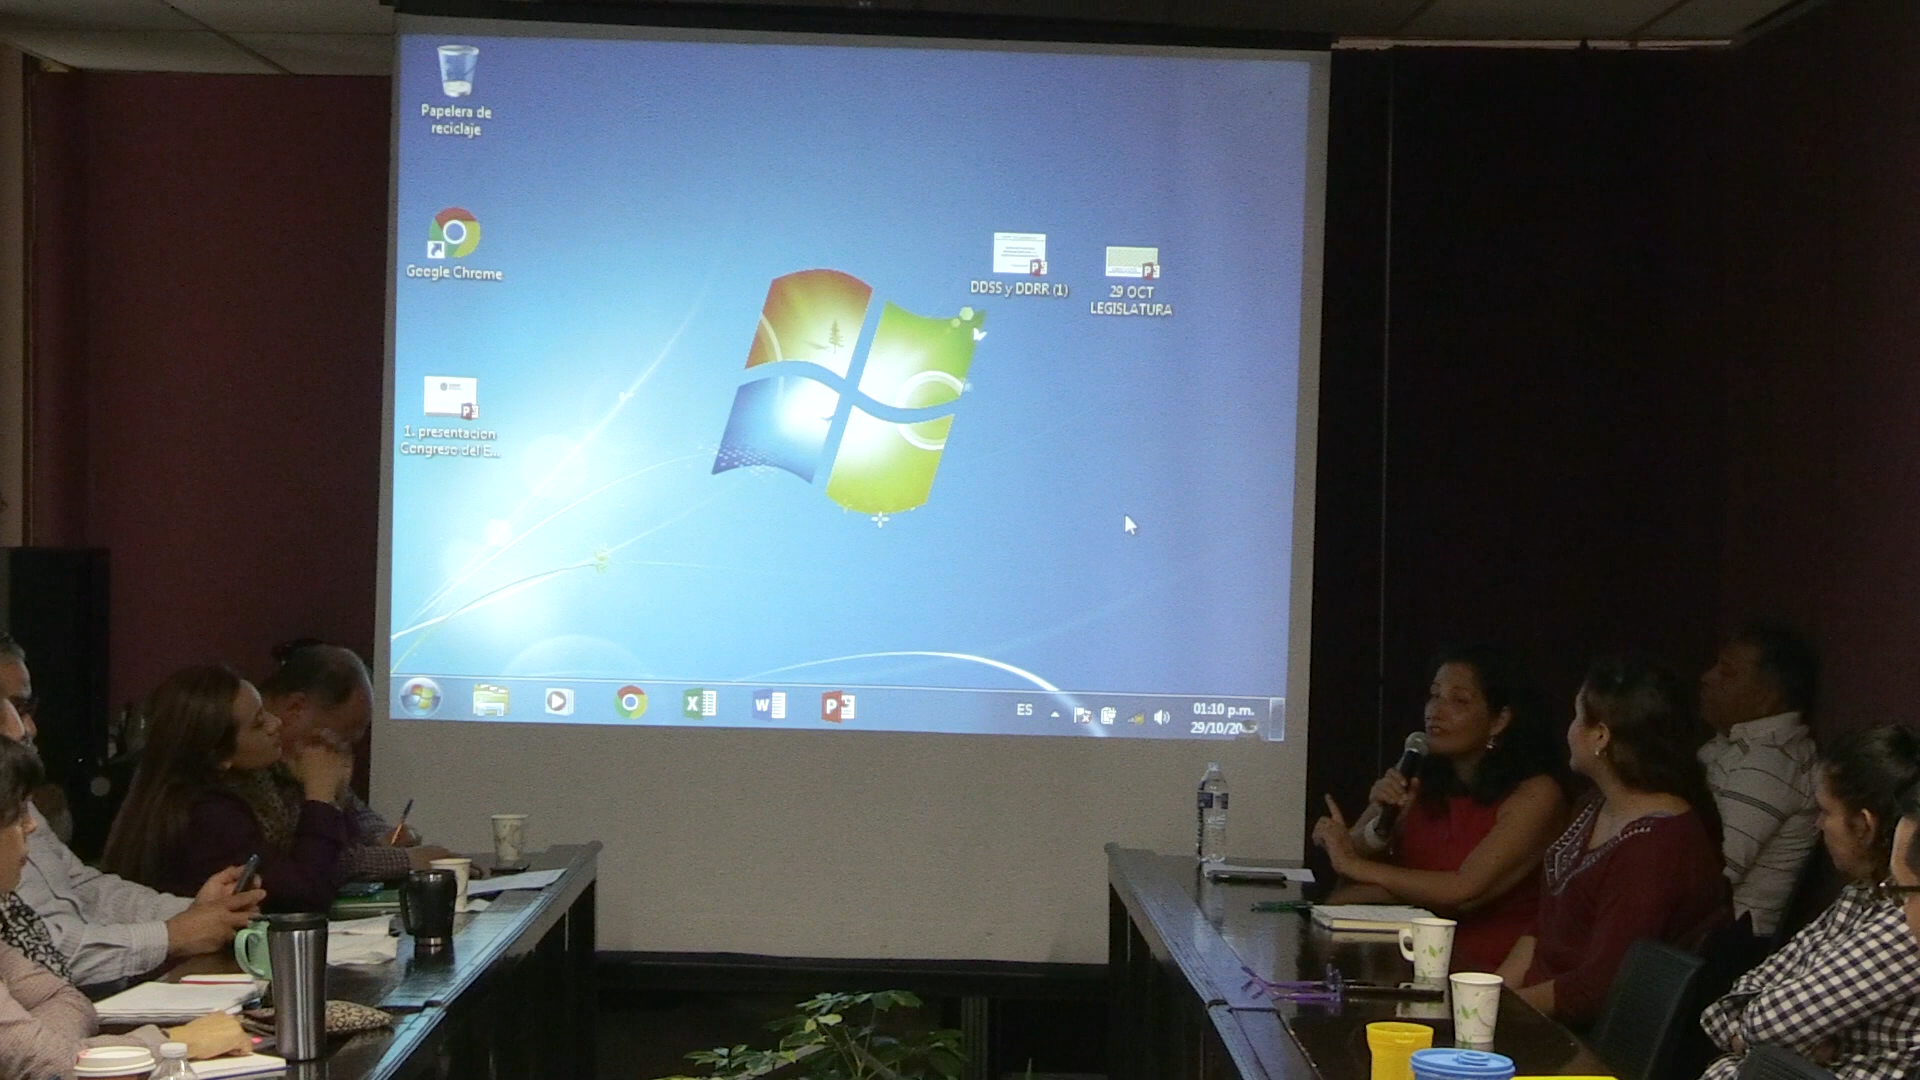 Papelera de
reciclaje
Google Chrome
DDSS y DDRR (1)
29 OCT
LEGISLATURA
1. presentacion
Congreso del E...
ES
01:10 p.m.
29/10/20